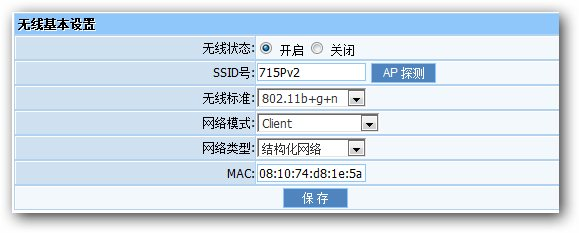 无线基本设置
无线状态: 开启 关闭
SSID号: 715Pv2 AP 探测
无线标准: 802.11b+g+n
网络模式: Client
网络类型: 结构化网络
MAC: 08:10:74:d8:1e:5a
保 存